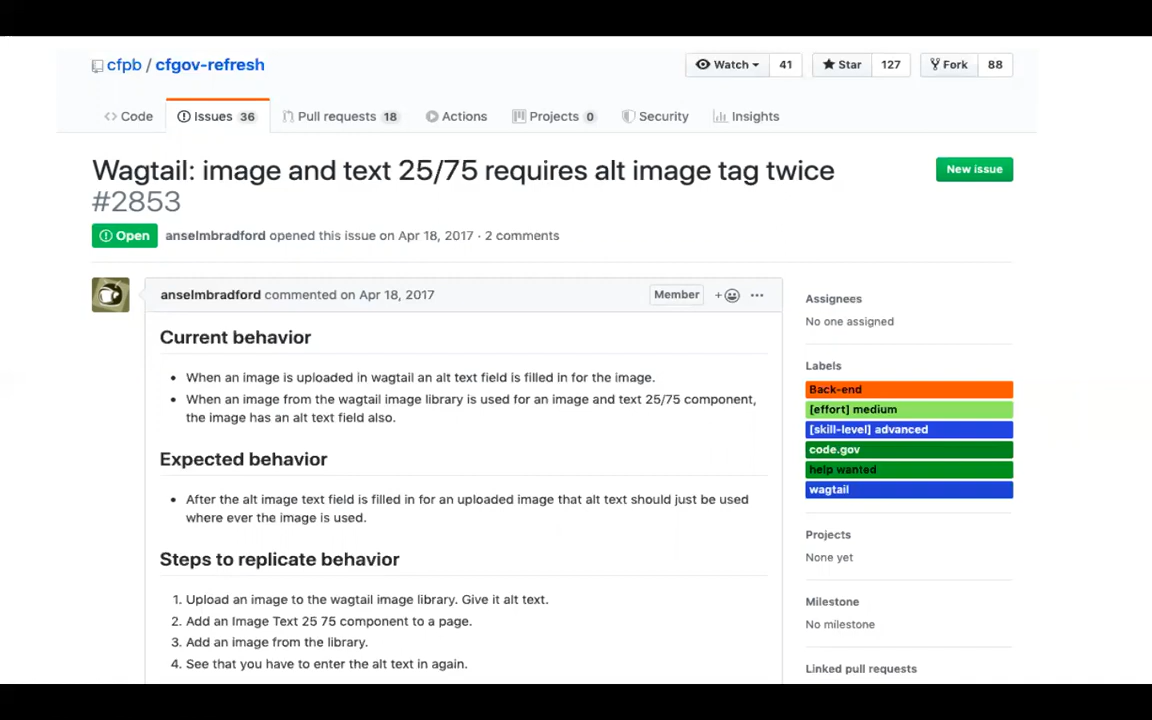 cfpb / cfgov-refresh
Watch 41 Star 127 Fork 88
Code Issues 36 Pull requests 18 Actions Projects 0 Security Insights
Wagtail: image and text 25/75 requires alt image tag twice
#2853
New issue
Open anselmbradford opened this issue on Apr 18, 2017 · 2 comments
anselmbradford commented on Apr 18, 2017 Member
Current behavior
• When an image is uploaded in wagtail an alt text field is filled in for the image.
• When an image from the wagtail image library is used for an image and text 25/75 component,
the image has an alt text field also.
Expected behavior
• After the alt image text field is filled in for an uploaded image that alt text should just be used
where ever the image is used.
Steps to replicate behavior
1. Upload an image to the wagtail image library. Give it alt text.
2. Add an Image Text 25 75 component to a page.
3. Add an image from the library.
4. See that you have to enter the alt text in again.
Assignees
No one assigned
Labels
Back-end
[effort] medium
[skill-level] advanced
code.gov
help wanted
wagtail
Projects
None yet
Milestone
No milestone
Linked pull requests